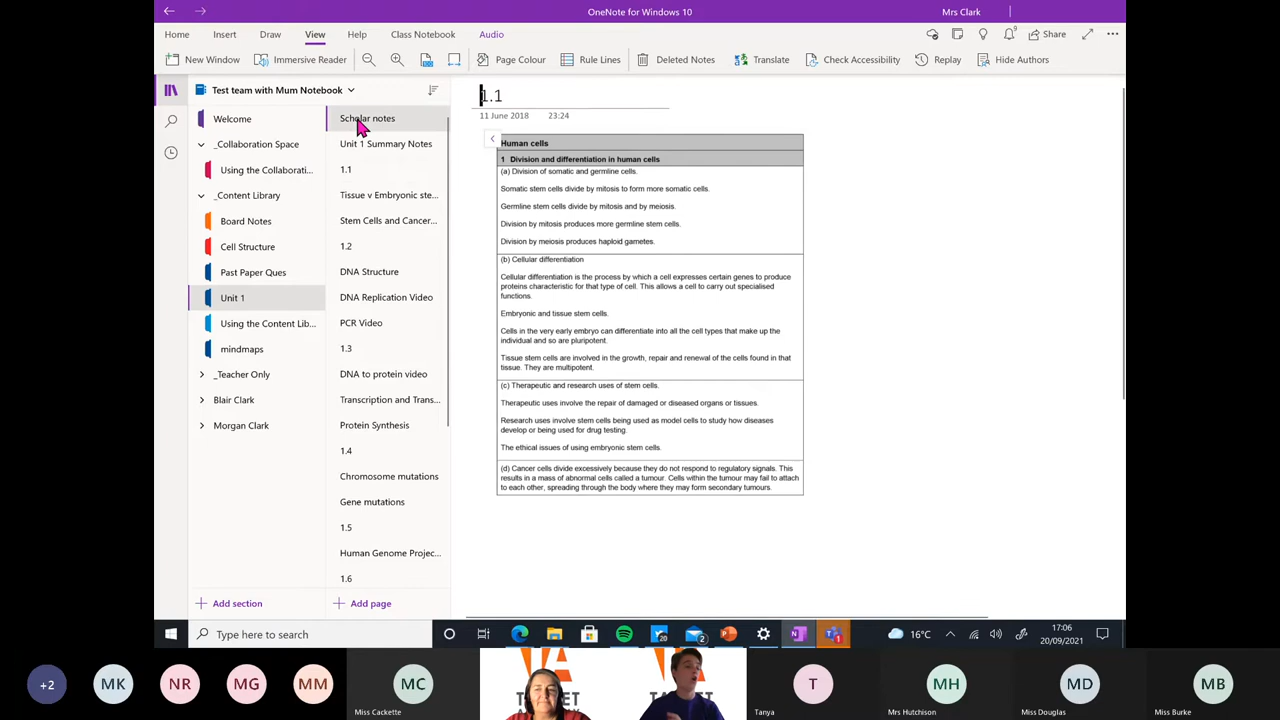 OneNote for Windows 10
Mrs Clark
Home
Insert
Draw
View
Help
Class Notebook
Audio
9
Share
New Window
Immersive Reader
Page Colour
Rule Lines
Deleted Notes
Translate
Check Accessibility
Replay
Hide Authors
Test team with Mum Notebook
Welcome
_Collaboration Space
Using the Collaborati...
_Content Library
Board Notes
Cell Structure
Past Paper Ques
Unit 1
Using the Content Lib...
mindmaps
_Teacher Only
Blair Clark
Morgan Clark
Add section
Scholar notes
Unit 1 Summary Notes
1.1
Tissue v Embryonic ste...
Stem Cells and Cancer...
1.2
DNA Structure
DNA Replication Video
PCR Video
1.3
DNA to protein video
Transcription and Trans...
Protein Synthesis
1.4
Chromosome mutations
Gene mutations
1.5
Human Genome Projec...
1.6
Add page
1.1
11 June 2018 23:24
Human cells
1 Division and differentiation in human cells
(a) Division of somatic and germline cells.
Somatic stem cells divide by mitosis to form more somatic cells.
Germline stem cells divide by mitosis and by meiosis.
Division by mitosis produces more germline stem cells.
Division by meiosis produces haploid gametes.
(b) Cellular differentiation
Cellular differentiation is the process by which a cell expresses certain genes to produce
proteins characteristic for that type of cell. This allows a cell to carry out specialised
functions.
Embryonic and tissue stem cells.
Cells in the very early embryo can differentiate into all the cell types that make up the
individual and so are pluripotent.
Tissue stem cells are involved in the growth, repair and renewal of the cells found in that
tissue. They are multipotent.
(c) Therapeutic and research uses of stem cells.
Therapeutic uses involve the repair of damaged or diseased organs or tissues.
Research uses involve stem cells being used as model cells to study how diseases
develop or being used for drug testing.
The ethical issues of using embryonic stem cells.
(d) Cancer cells divide excessively because they do not respond to regulatory signals. This
results in a mass of abnormal cells called a tumour. Cells within the tumour may fail to attach
to each other, spreading through the body where they may form secondary tumours.
Type here to search
20
2
1
16°C
17:06
20/09/2021
+2
MK
NR
MG
MM
MC
Miss Cackette
T
Tanya
MH
Mrs Hutchison
MD
Miss Douglas
MB
Miss Burke